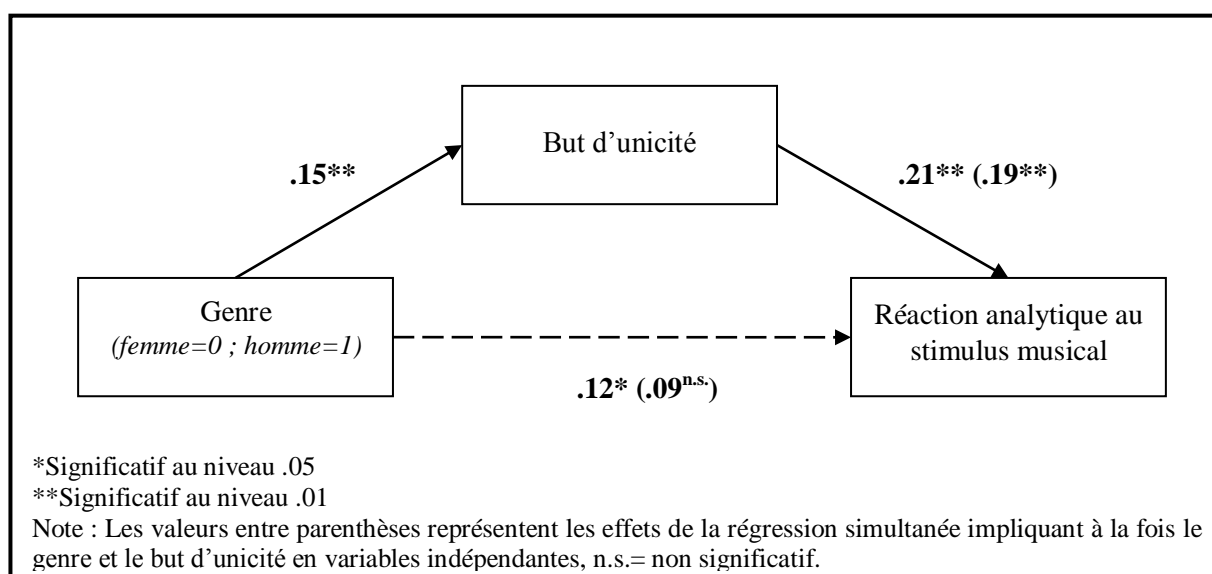 But d’unicité
.15**
.21** (.19**)
Genre
(femme=0 ; homme=1)
Réaction analytique au
stimulus musical
.12* (.09n.s.)
*Significatif au niveau .05
**Significatif au niveau .01
Note : Les valeurs entre parenthèses représentent les effets de la régression simultanée impliquant à la fois le
genre et le but d’unicité en variables indépendantes, n.s.= non significatif.